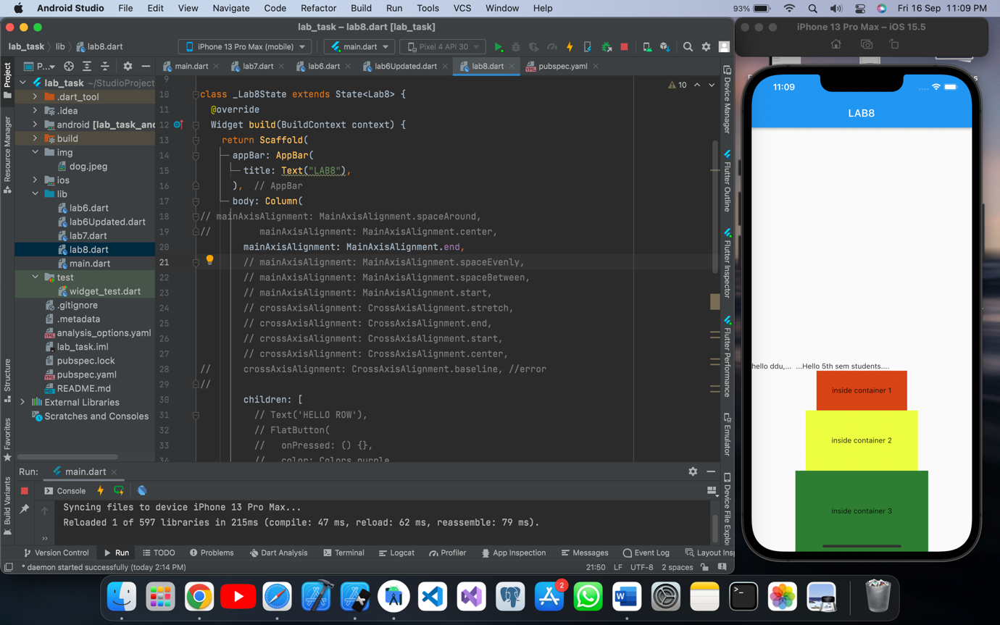 Android Studio File Edit View Navigate Code Refactor Build Run Tools VCS Window Help 93% Fri 16 Sep 11:09 PM
lab_task – lab8.dart [lab_task]
lab_task lib lab8.dart iPhone 13 Pro Max (mobile) main.dart Pixel 4 API 30
Project
P... main.dart lab7.dart lab6.dart lab6Updated.dart lab8.dart pubspec.yaml
lab_task ~/StudioProject
.dart_tool
.idea
android [lab_task_and
build
img
dog.jpeg
ios
lib
lab6.dart
lab6Updated.dart
lab7.dart
lab8.dart
main.dart
test
widget_test.dart
.gitignore
.metadata
analysis_options.yaml
lab_task.iml
pubspec.lock
pubspec.yaml
README.md
External Libraries
Scratches and Consoles
Resource Manager
Structure
Favorites
Build Variants
10
9
10 class _Lab8State extends State<Lab8> {
11 @override
12 Widget build(BuildContext context) {
13 return Scaffold(
14 appBar: AppBar(
15 title: Text("LAB8"),
16 ), // AppBar
17 body: Column(
18 // mainAxisAlignment: MainAxisAlignment.spaceAround,
19 // mainAxisAlignment: MainAxisAlignment.center,
20 mainAxisAlignment: MainAxisAlignment.end,
21 // mainAxisAlignment: MainAxisAlignment.spaceEvenly,
22 // mainAxisAlignment: MainAxisAlignment.spaceBetween,
23 // mainAxisAlignment: MainAxisAlignment.start,
24 // crossAxisAlignment: CrossAxisAlignment.stretch,
25 // crossAxisAlignment: CrossAxisAlignment.end,
26 // crossAxisAlignment: CrossAxisAlignment.start,
27 // crossAxisAlignment: CrossAxisAlignment.center,
28 // crossAxisAlignment: CrossAxisAlignment.baseline, //error
29 //
30 children: [
31 // Text('HELLO ROW'),
32 // FlatButton(
33 // onPressed: () {},
34 // color: Colors.purple
Device Manager
Flutter Outline
Flutter Inspector
Flutter Performance
Emulator
Device File Explo
Run: main.dart
Console
Syncing files to device iPhone 13 Pro Max...
Reloaded 1 of 597 libraries in 215ms (compile: 47 ms, reload: 62 ms, reassemble: 79 ms).
Version Control Run TODO Problems Dart Analysis Terminal Logcat Profiler App Inspection Messages Event Log Layout Insp
* daemon started successfully (today 2:14 PM) 21:50 LF UTF-8 2 spaces
iPhone 13 Pro Max – iOS 15.5
11:09
LAB8
hello ddu,... ...Hello 5th sem students....
inside container 1
inside container 2
inside container 3
2